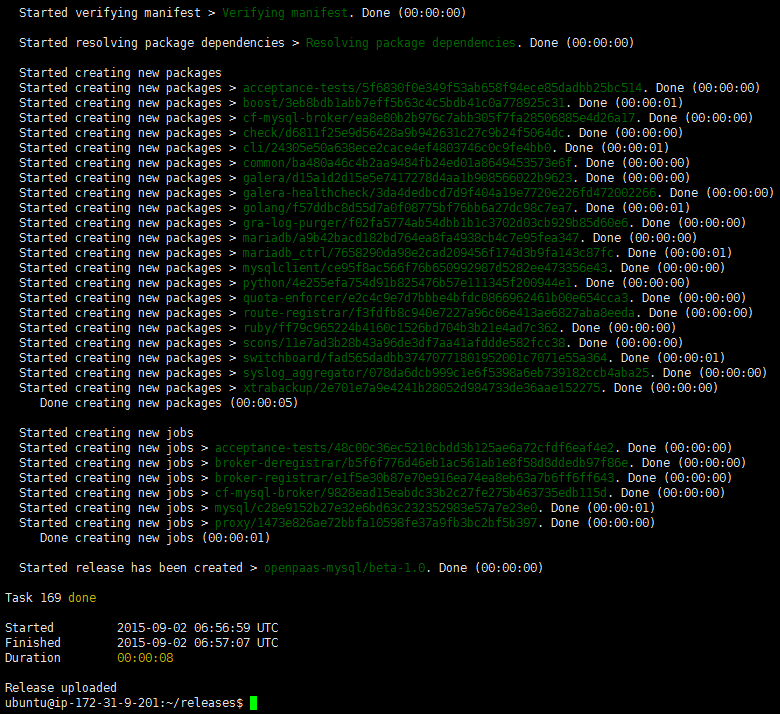 Started verifying manifest > Verifying manifest. Done (00:00:00)
Started resolving package dependencies > Resolving package dependencies. Done (00:00:00)
Started creating new packages
Started creating new packages > acceptance-tests/5f6830f0e349f53ab658f94ece85dadbb25bc514. Done (00:00:00)
Started creating new packages > boost/3eb8bdb1abb7eff5b63c4c5bdb41c0a778925c31. Done (00:00:01)
Started creating new packages > cf-mysql-broker/ea8e80b2b976c7abb305f7fa28506885e4d26a17. Done (00:00:00)
Started creating new packages > check/d6811f25e9d56428a9b942631c27c9b24f5064dc. Done (00:00:00)
Started creating new packages > cli/24305e50a638ece2cace4ef4803746c0c9fe4bb0. Done (00:00:01)
Started creating new packages > common/ba480a46c4b2aa9484fb24ed01a8649453573e6f. Done (00:00:00)
Started creating new packages > galera/d15a1d2d15e5e7417278d4aa1b908566022b9623. Done (00:00:00)
Started creating new packages > galera-healthcheck/3da4dedbcd7d9f404a19e7720e226fd472002266. Done (00:00:00)
Started creating new packages > golang/f57ddbc8d55d7a0f08775bf76bb6a27dc98c7ea7. Done (00:00:01)
Started creating new packages > gra-log-purger/f02fa5774ab54dbb1b1c3702d03cb929b85d60e6. Done (00:00:00)
Started creating new packages > mariadb/a9b42bacd182bd764ea8fa4938cb4c7e95fea347. Done (00:00:00)
Started creating new packages > mariadb_ctrl/7658290da98e2cad209456f174d3b9fa143c87fc. Done (00:00:01)
Started creating new packages > mysqlclient/ce95f8ac566f76b650992987d5282ee473356e43. Done (00:00:00)
Started creating new packages > python/4e255efa754d91b825476b57e111345f200944e1. Done (00:00:00)
Started creating new packages > quota-enforcer/e2c4c9e7d7bbbe4bfdc0866962461b00e654cca3. Done (00:00:00)
Started creating new packages > route-registrar/f3fdfb8c940e7227a96c06e413ae6827aba8eeda. Done (00:00:00)
Started creating new packages > ruby/ff79c965224b4160c1526bd704b3b21e4ad7c362. Done (00:00:00)
Started creating new packages > scons/11e7ad3b28b43a96de3df7aa41afddde582fcc38. Done (00:00:00)
Started creating new packages > switchboard/fad565dadbb37470771801952001c7071e55a364. Done (00:00:01)
Started creating new packages > syslog_aggregator/078da6dcb999c1e6f5398a6eb739182ccb4aba25. Done (00:00:00)
Started creating new packages > xtrabackup/2e701e7a9e4241b28052d984733de36aae152275. Done (00:00:00)
Done creating new packages (00:00:05)
Started creating new jobs
Started creating new jobs > acceptance-tests/48c00c36ec5210cbdd3b125ae6a72cfdf6eaf4e2. Done (00:00:00)
Started creating new jobs > broker-deregistrar/b5f6f776d46eb1ac561ab1e8f58d8ddedb97f86e. Done (00:00:00)
Started creating new jobs > broker-registrar/e1f5e30b87e70e916ea74ea8eb63a7b6ff6ff643. Done (00:00:00)
Started creating new jobs > cf-mysql-broker/9828ead15eabdc33b2c27fe275b463735edb115d. Done (00:00:00)
Started creating new jobs > mysql/c28e9152b27e32e6bd63c232352983e57a7e23e0. Done (00:00:01)
Started creating new jobs > proxy/1473e826ae72bbfa10598fe37a9fb3bc2bf5b397. Done (00:00:00)
Done creating new jobs (00:00:01)
Started release has been created > openpaas-mysql/beta-1.0. Done (00:00:00)
Task 169 done
Started 2015-09-02 06:56:59 UTC
Finished 2015-09-02 06:57:07 UTC
Duration 00:00:08
Release uploaded
ubuntu@ip-172-31-9-201:~/releases$